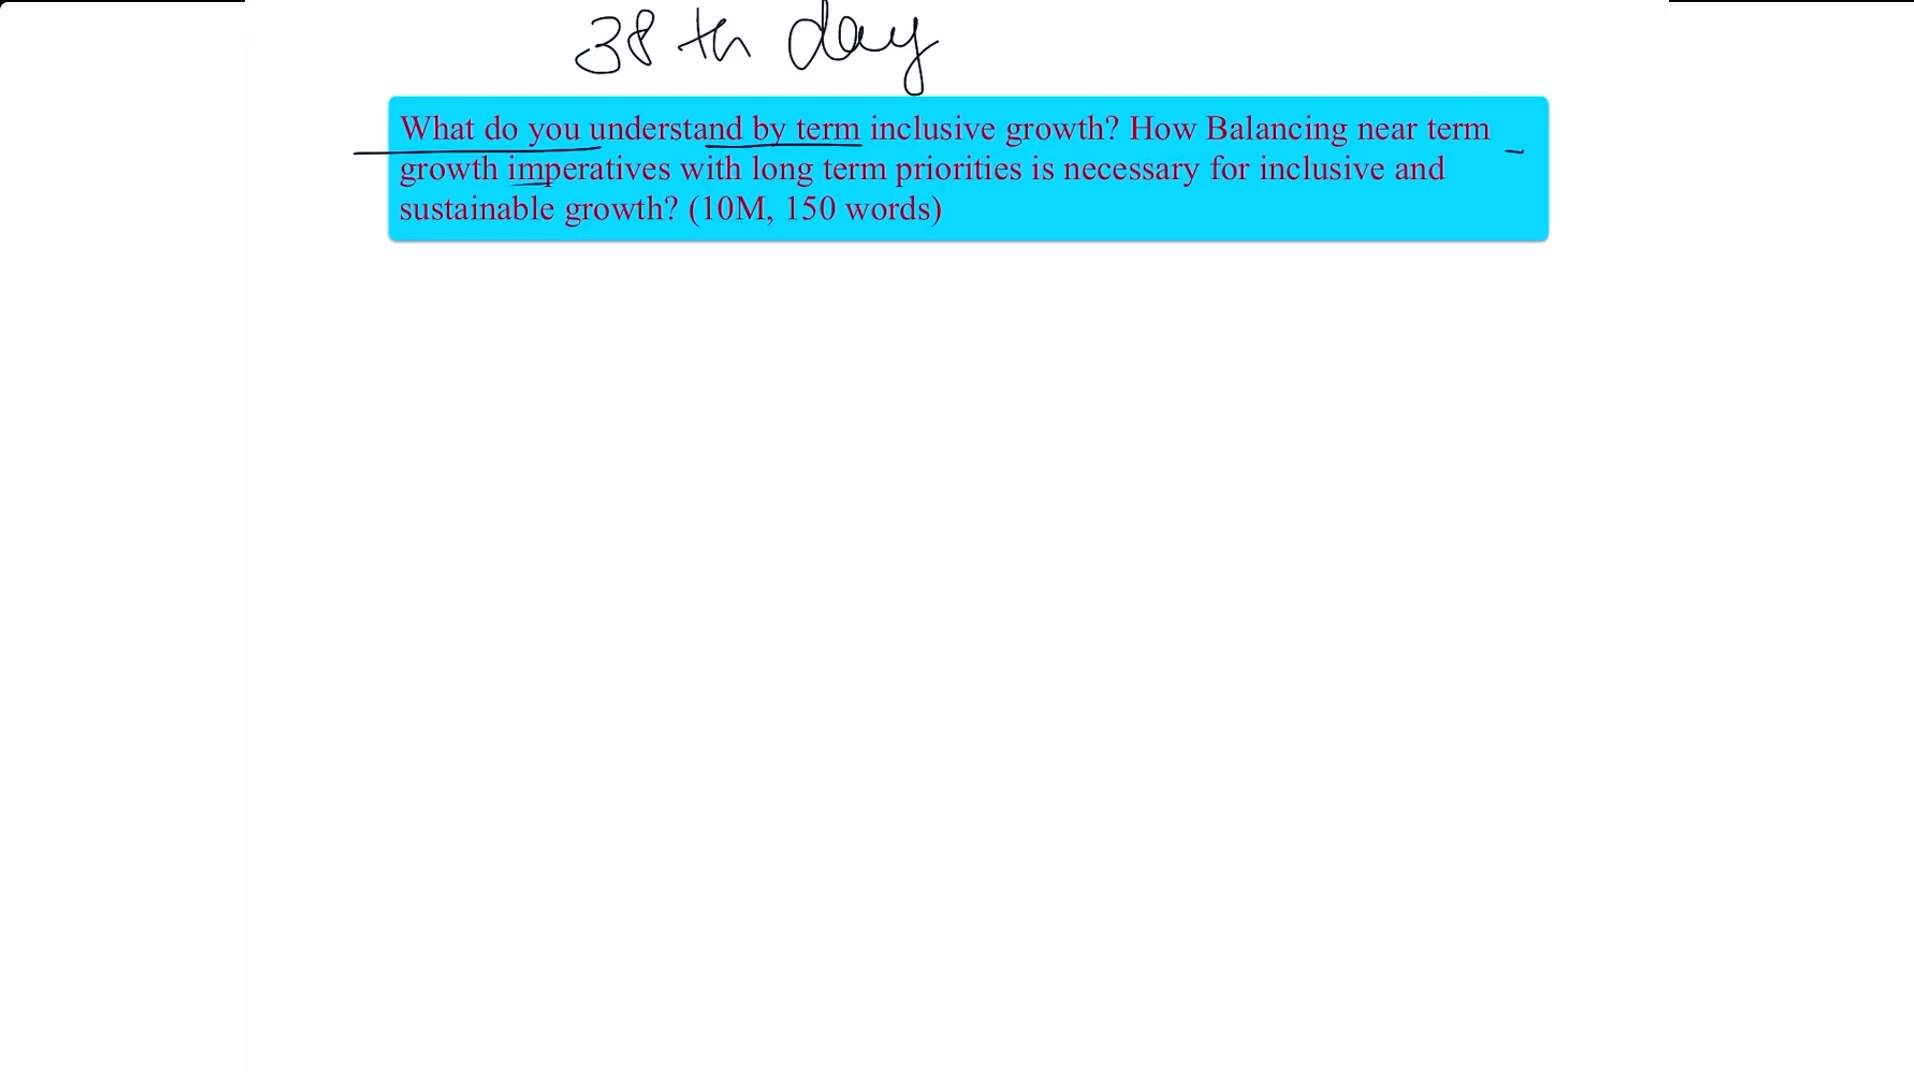 38 th day
What do you understand by term inclusive growth? How Balancing near term
growth imperatives with long term priorities is necessary for inclusive and
sustainable growth? (10M, 150 words)